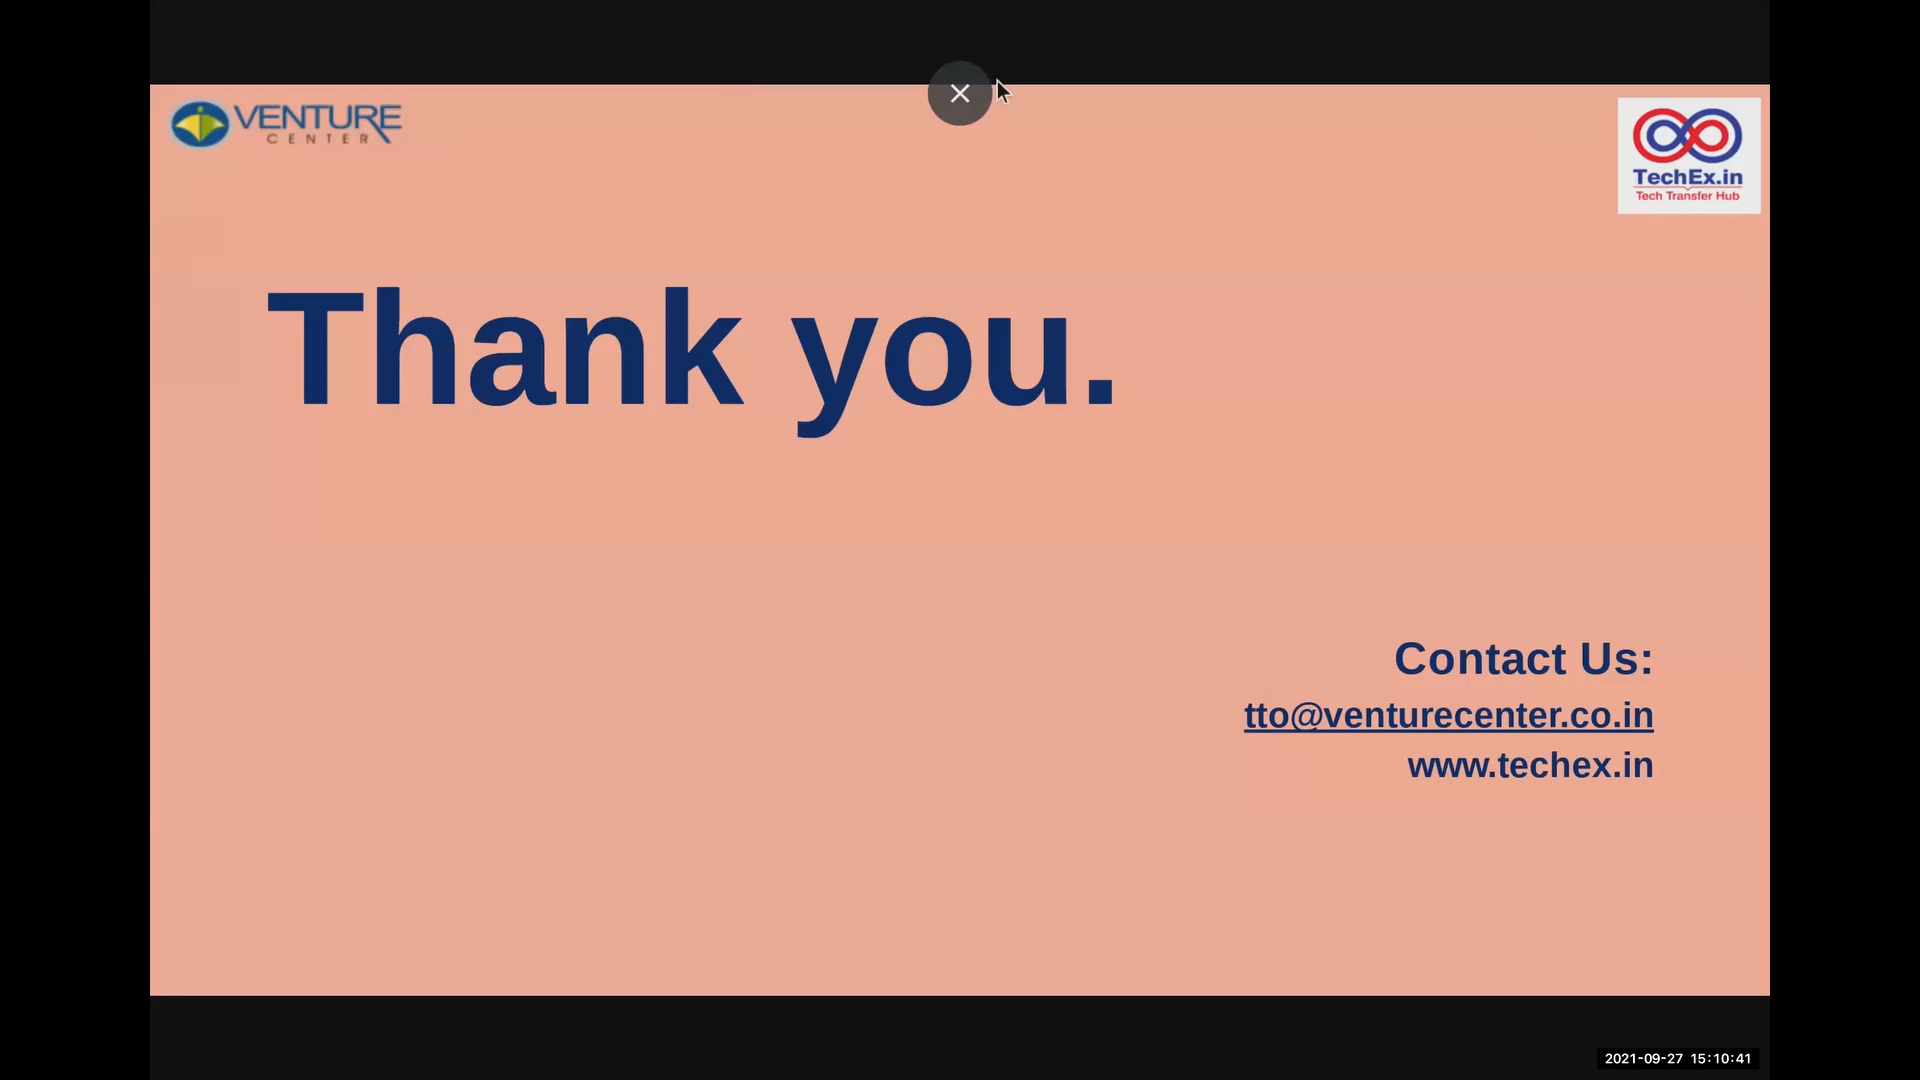 VENTURE
CENTER
TechEx.in
Tech Transfer Hub
Thank you.
Contact Us:
tto@venturecenter.co.in
www.techex.in
2021-09-27 15:10:41